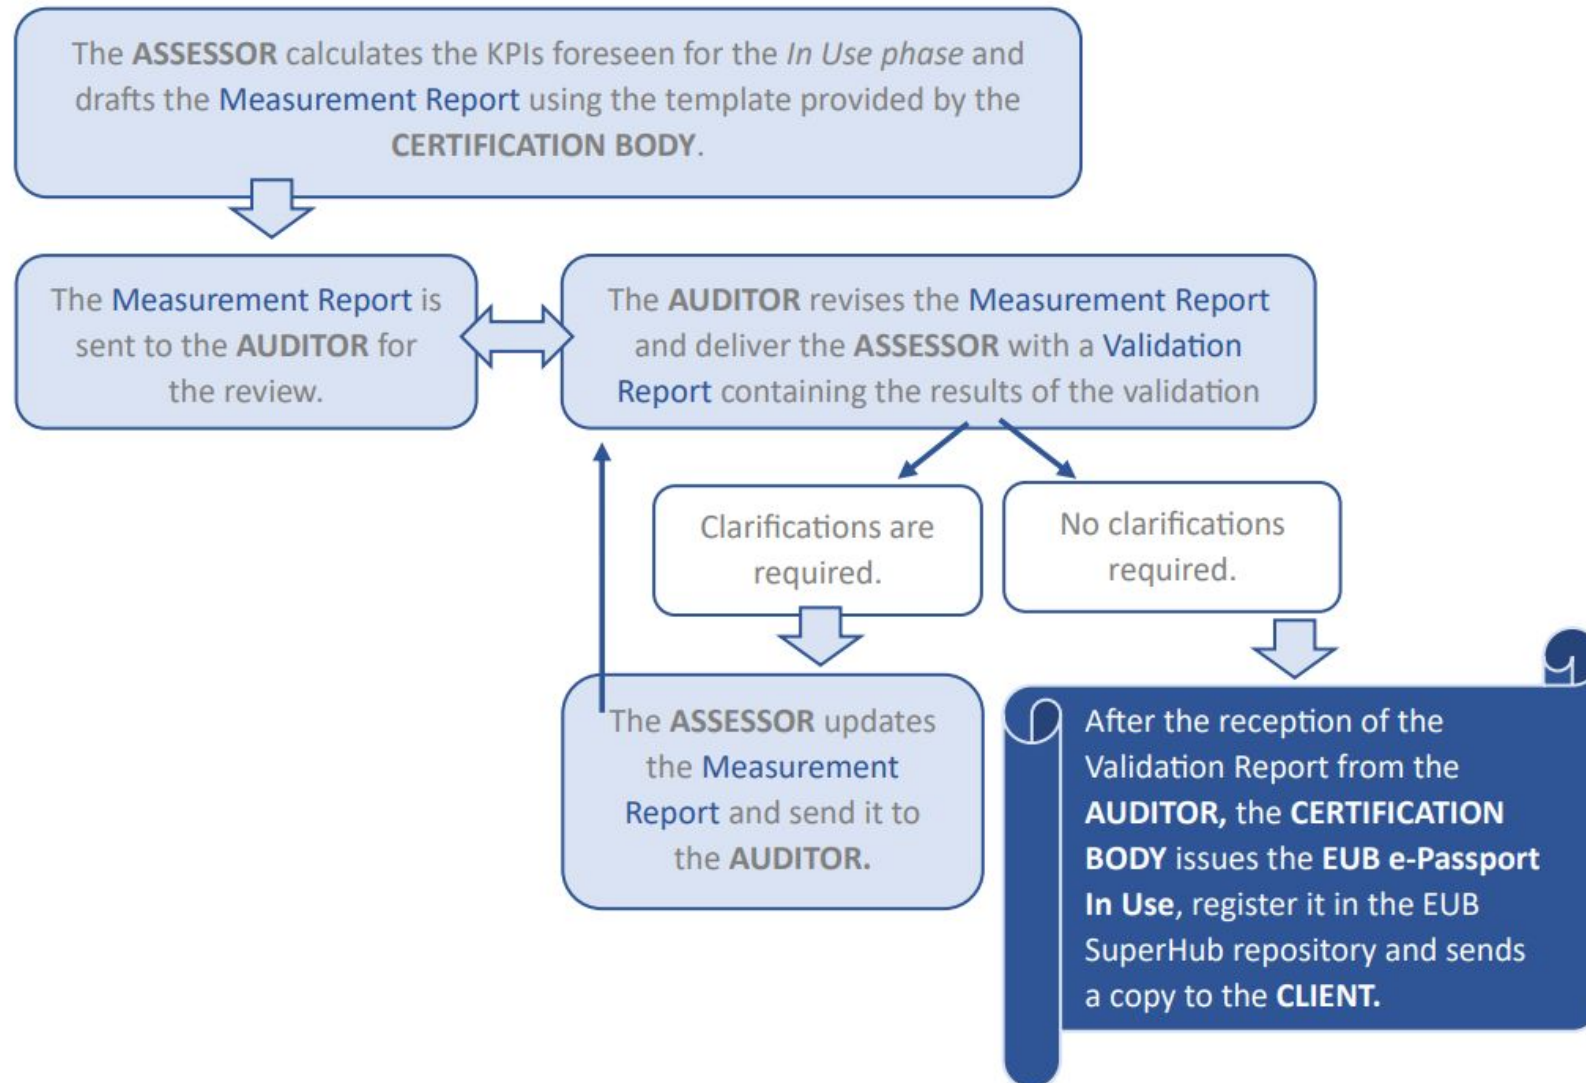 The ASSESSOR calculates the KPIs foreseen for the In Use phase and
drafts the Measurement Report using the template provided by the
CERTIFICATION BODY.
The Measurement Report is
sent to the AUDITOR for
the review.
The AUDITOR revises the Measurement Report
and deliver the ASSESSOR with a Validation
Report containing the results of the validation
Clarifications are
required.
No clarifications
required.
The ASSESSOR updates
the Measurement
Report and send it to
the AUDITOR.
After the reception of the
Validation Report from the
AUDITOR, the CERTIFICATION
BODY issues the EUB e-Passport
In Use, register it in the EUB
SuperHub repository and sends
a copy to the CLIENT.